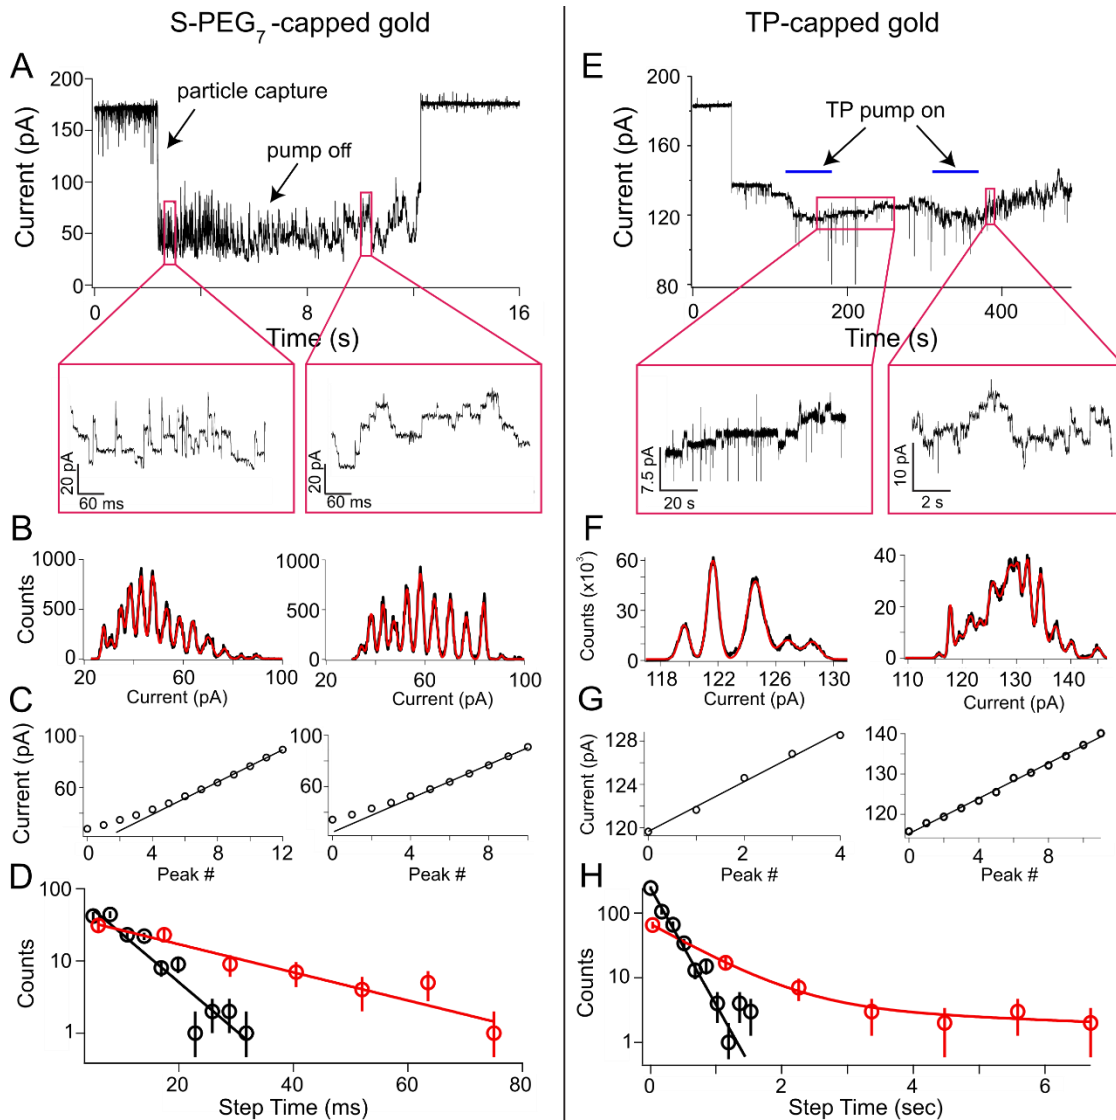 S-PEG7 -capped gold
TP-capped gold
A
200
150
100
50
0
Current (pA)
particle capture
pump off
0
8
16
Time (s)
20 pA
60 ms
20 pA
60 ms
E
200
160
120
80
Current (pA)
TP pump on
200
400
Time (s)
7.5 pA
20 s
10 pA
2 s
B
1000
500
0
Counts
20
60
100
Current (pA)
1000
500
0
20
60
100
Current (pA)
F
60
30
0
Counts (x10³)
118
122
126
130
Current (pA)
40
20
0
110
120
130
140
Current (pA)
C
100
60
Current (pA)
0
4
8
12
Peak #
100
60
0
4
8
Peak #
G
128
124
120
Current (pA)
0
2
4
Peak #
140
130
120
0
4
8
Peak #
D
100
10
1
Counts
20
40
60
80
Step Time (ms)
H
100
10
1
Counts
0
2
4
6
Step Time (sec)